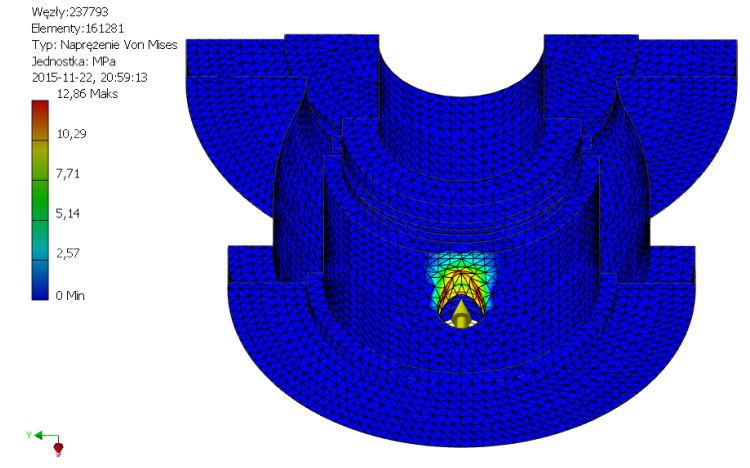 Węzły:237793
Elementy:161281
Typ: Naprężenie Von Mises
Jednostka: MPa
2015-11-22, 20:59:13
12,86 Maks
10,29
7,71
5,14
2,57
0 Min
Y